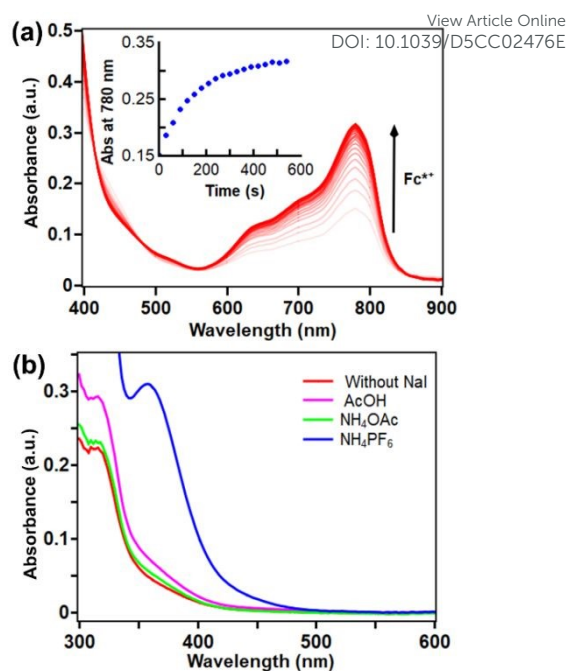 View Article Online
DOI: 10.1039/D5CC02476E
(a)
0.5
0.4
0.3
0.2
0.1
0
Absorbance (a.u.)
0.35
0.25
0.15
Abs at 780 nm
0 200 400 600
Time (s)
Fc*+
400 500 600 700 800 900
Wavelength (nm)
(b)
0.3
0.2
0.1
0
Absorbance (a.u.)
Without NaI
AcOH
NH₄OAc
NH₄PF₆
300 400 500 600
Wavelength (nm)